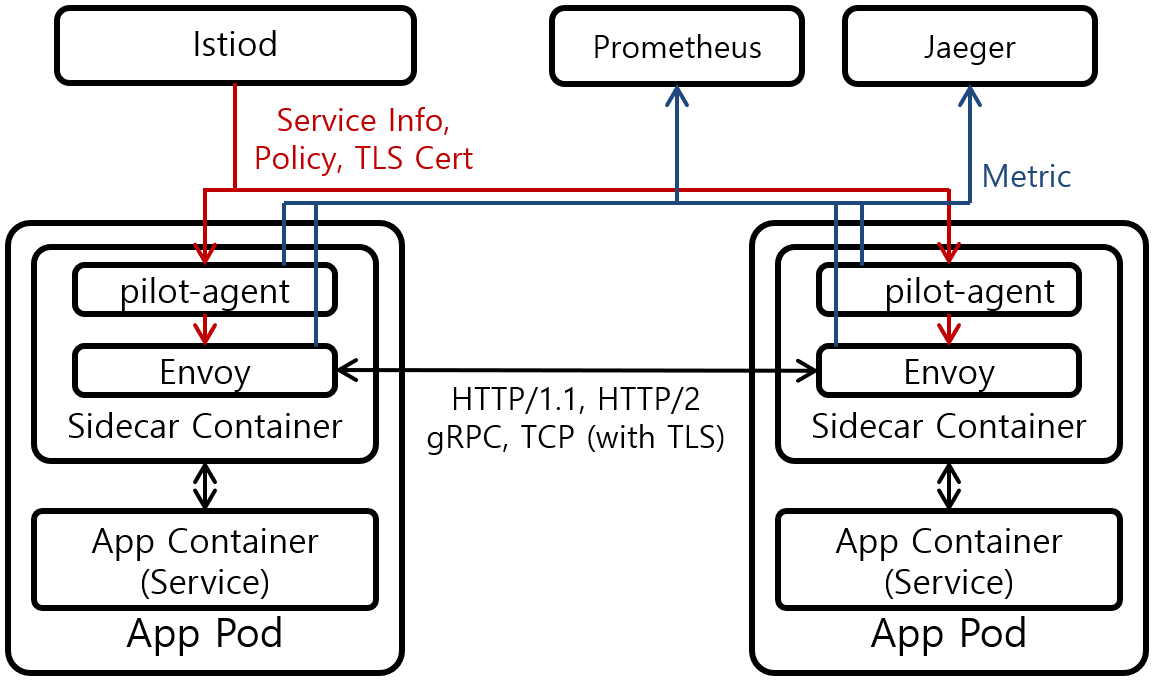 Istiod
Prometheus
Jaeger
Service Info,
Policy, TLS Cert
Metric
pilot-agent
Envoy
Sidecar Container
App Container
(Service)
App Pod
HTTP/1.1, HTTP/2
gRPC, TCP (with TLS)
pilot-agent
Envoy
Sidecar Container
App Container
(Service)
App Pod